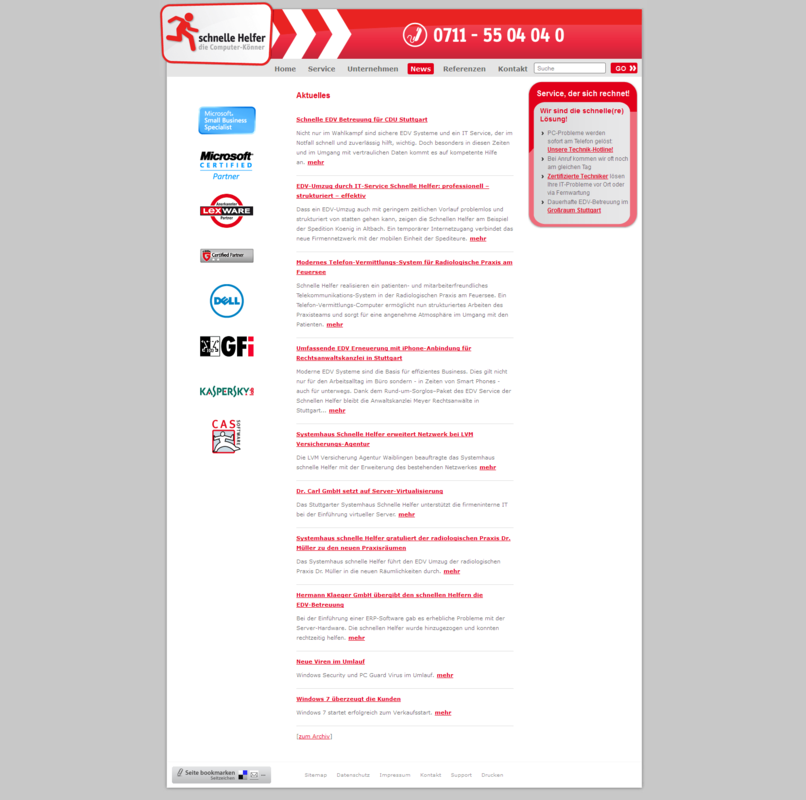 schnelle Helfer
die Computer-Könner
0711 - 55 04 04 0
Home Service Unternehmen News Referenzen Kontakt Suche GO
Aktuelles
Schnelle EDV Betreuung für CDU Stuttgart
Nicht nur im Wahlkampf sind sichere EDV Systeme und ein IT Service, der im
Notfall schnell und zuverlässig hilft, wichtig. Doch besonders in diesen Zeiten
und im Umgang mit vertraulichen Daten kommt es auf kompetente Hilfe
an. mehr
EDV-Umzug durch IT-Service Schnelle Helfer: professionell –
strukturiert – effektiv
Dass ein EDV-Umzug auch mit geringem zeitlichen Vorlauf problemlos und
strukturiert von statten gehen kann, zeigen die Schnellen Helfer am Beispiel
der Spedition Koenig in Altbach. Ein temporärer Internetzugang verbindet das
neue Firmennetzwerk mit der mobilen Einheit der Spediteure. mehr
Modernes Telefon-Vermittlungs-System für Radiologische Praxis am
Feuersee
Schnelle Helfer realisieren ein patienten- und mitarbeiterfreundliches
Telekommunikations-System in der Radiologischen Praxis am Feuersee. Ein
Telefon-Vermittlungs-Computer ermöglicht nun strukturiertes Arbeiten des
Praxisteams und sorgt für eine angenehme Atmosphäre im Umgang mit den
Patienten. mehr
Umfassende EDV Erneuerung mit iPhone-Anbindung für
Rechtsanwaltskanzlei in Stuttgart
Moderne EDV Systeme sind die Basis für effizientes Business. Dies gilt nicht
nur für den Arbeitsalltag im Büro sondern - in Zeiten von Smart Phones -
auch für unterwegs. Dank dem Rund-um-Sorglos-Paket des EDV Service der
Schnellen Helfer bleibt die Anwaltskanzlei Meyer Rechtsanwälte in
Stuttgart... mehr
Systemhaus Schnelle Helfer erweitert Netzwerk bei LVM
Versicherungs-Agentur
Die LVM Versicherung Agentur Waiblingen beauftragte das Systemhaus
schnelle Helfer mit der Erweiterung des bestehenden Netzwerkes mehr
Dr. Carl GmbH setzt auf Server-Virtualisierung
Das Stuttgarter Systemhaus Schnelle Helfer unterstützt die firmeninterne IT
bei der Einführung virtueller Server. mehr
Systemhaus schnelle Helfer gratuliert der radiologischen Praxis Dr.
Müller zu den neuen Praxisräumen
Das Systemhaus schnelle Helfer führt den EDV Umzug der radiologischen
Praxis Dr. Müller in die neuen Räumlichkeiten durch. mehr
Hermann Klaeger GmbH übergibt den schnellen Helfern die
EDV-Betreuung
Bei der Einführung einer ERP-Software gab es erhebliche Probleme mit der
Server-Hardware. Die schnellen Helfer wurde hinzugezogen und konnten
rechtzeitig helfen. mehr
Neue Viren im Umlauf
Windows Security und PC Guard Virus im Umlauf. mehr
Windows 7 überzeugt die Kunden
Windows 7 startet erfolgreich zum Verkaufsstart. mehr
[zum Archiv]
Microsoft
Small Business
Specialist
Microsoft
CERTIFIED
Partner
LEXWARE
Partner
Certified Partner
DELL
GFi
KASPERSKY
CAS
SOFTWARE
Service, der sich rechnet!
Wir sind die schnelle(re)
Lösung!
PC-Probleme werden
sofort am Telefon gelöst:
Unsere Technik-Hotline!
Bei Anruf kommen wir oft noch
am gleichen Tag
Zertifizierte Techniker lösen
Ihre IT-Probleme vor Ort oder
via Fernwartung
Dauerhafte EDV-Betreuung im
Großraum Stuttgart
Seite bookmarken
Sitemap Datenschutz Impressum Kontakt Support Drucken